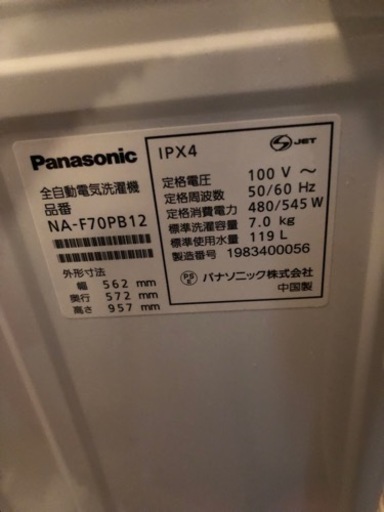 Panasonic
全自動電気洗濯機
品番
NA-F70PB12
外形寸法
幅 562 mm
奥行 572 mm
高さ 957 mm
IPX4
JET
定格電圧 100 V ～
定格周波数 50/60 Hz
定格消費電力 480/545 W
標準洗濯容量 7.0 kg
標準使用水量 119 L
製造番号 1983400056
PS E パナソニック株式会社
中国製